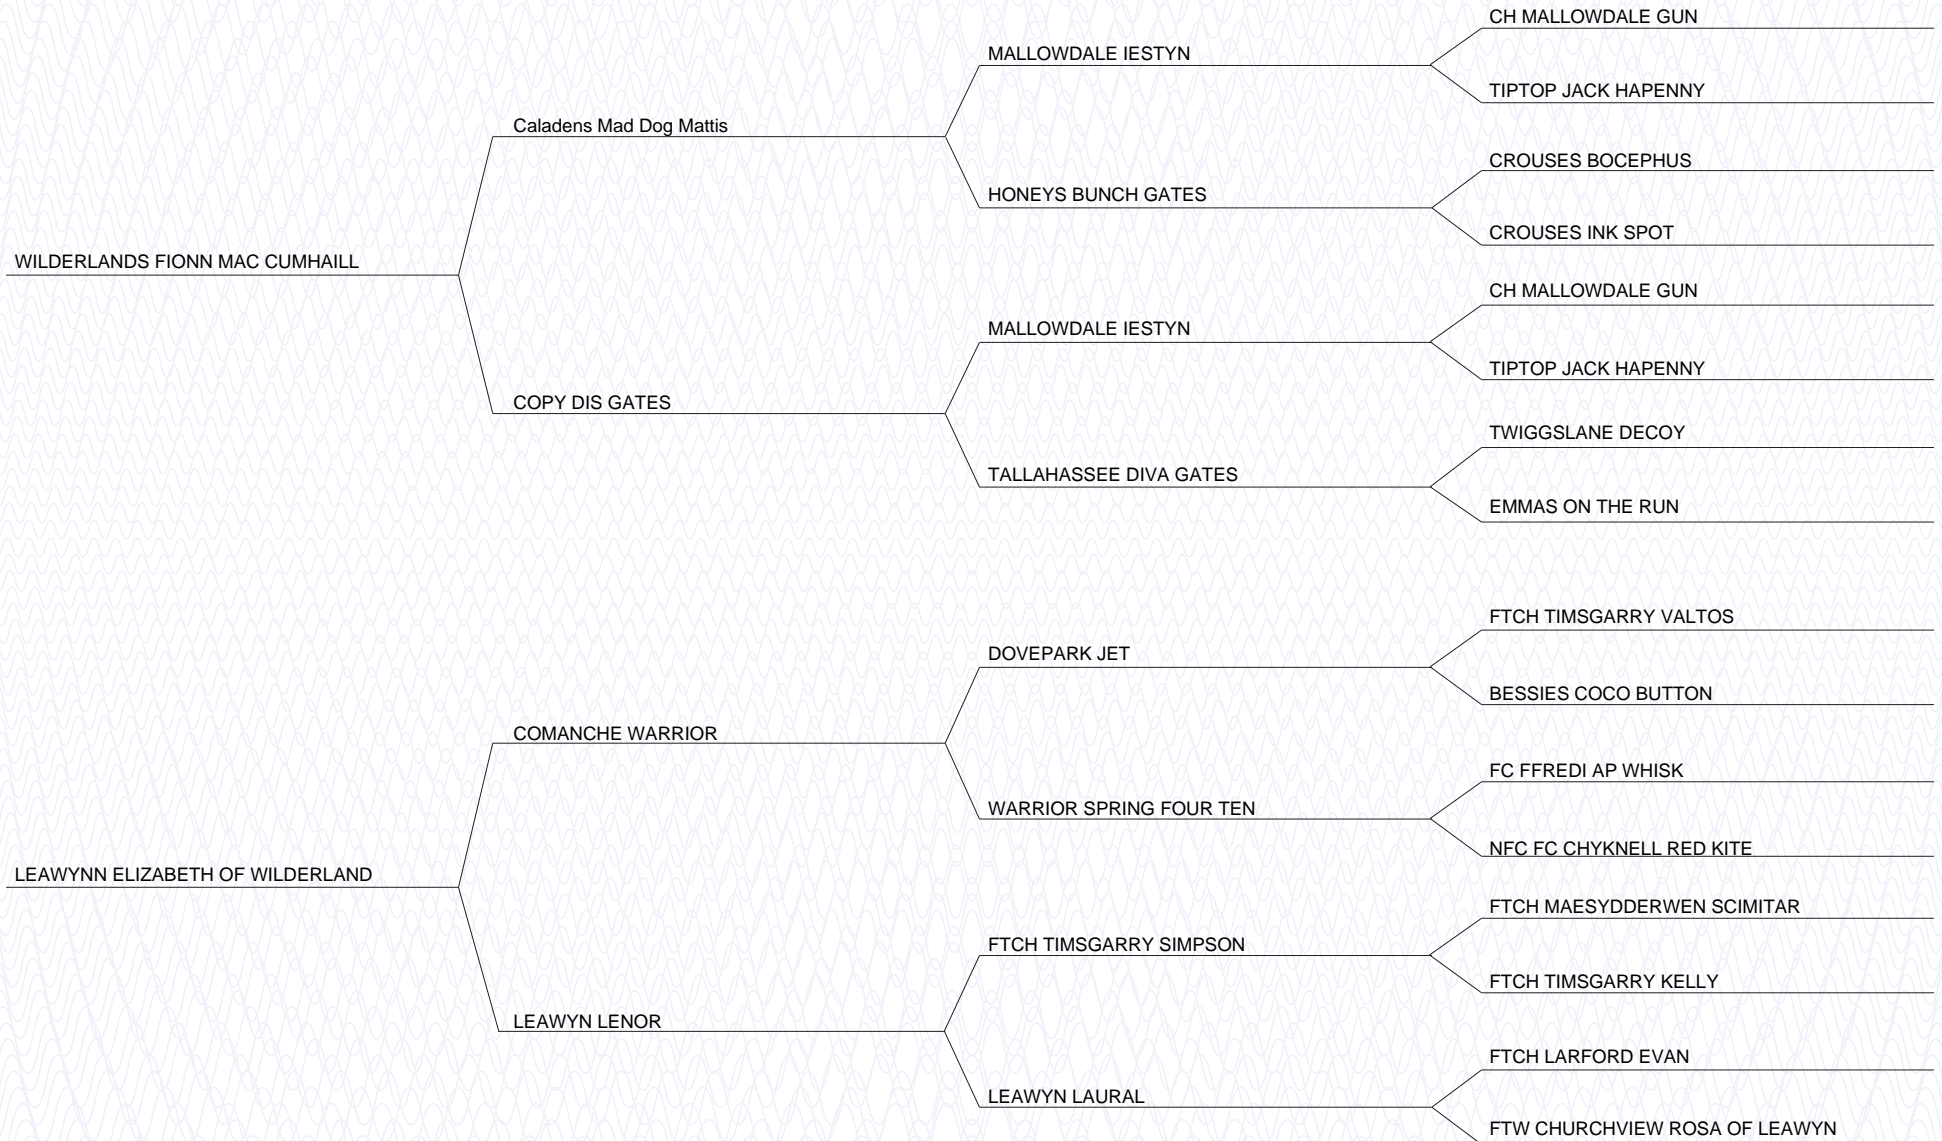 CH MALLOWDALE GUN
MALLOWDALE IESTYN
TIPTOP JACK HAPENNY
Caladens Mad Dog Mattis
CROUSES BOCEPHUS
HONEYS BUNCH GATES
CROUSES INK SPOT
WILDERLANDS FIONN MAC CUMHAILL
CH MALLOWDALE GUN
MALLOWDALE IESTYN
TIPTOP JACK HAPENNY
COPY DIS GATES
TWIGGSLANE DECOY
TALLAHASSEE DIVA GATES
EMMAS ON THE RUN
FTCH TIMSGARRY VALTOS
DOVEPARK JET
BESSIES COCO BUTTON
COMANCHE WARRIOR
FC FFREDI AP WHISK
WARRIOR SPRING FOUR TEN
NFC FC CHYKNELL RED KITE
LEAWYNN ELIZABETH OF WILDERLAND
FTCH MAESYDDERWEN SCIMITAR
FTCH TIMSGARRY SIMPSON
FTCH TIMSGARRY KELLY
LEAWYN LENOR
FTCH LARFORD EVAN
LEAWYN LAURAL
FTW CHURCHVIEW ROSA OF LEAWYN